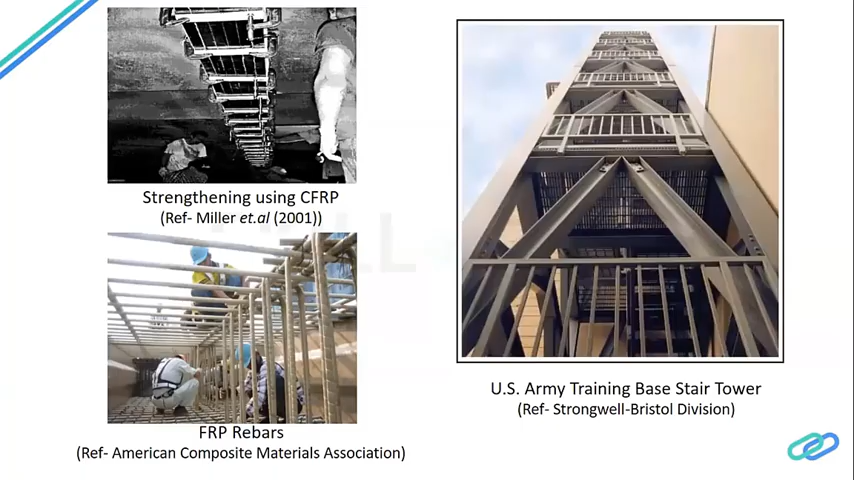 Strengthening using CFRP
(Ref- Miller et.al (2001))
FRP Rebars
(Ref- American Composite Materials Association)
U.S. Army Training Base Stair Tower
(Ref- Strongwell-Bristol Division)